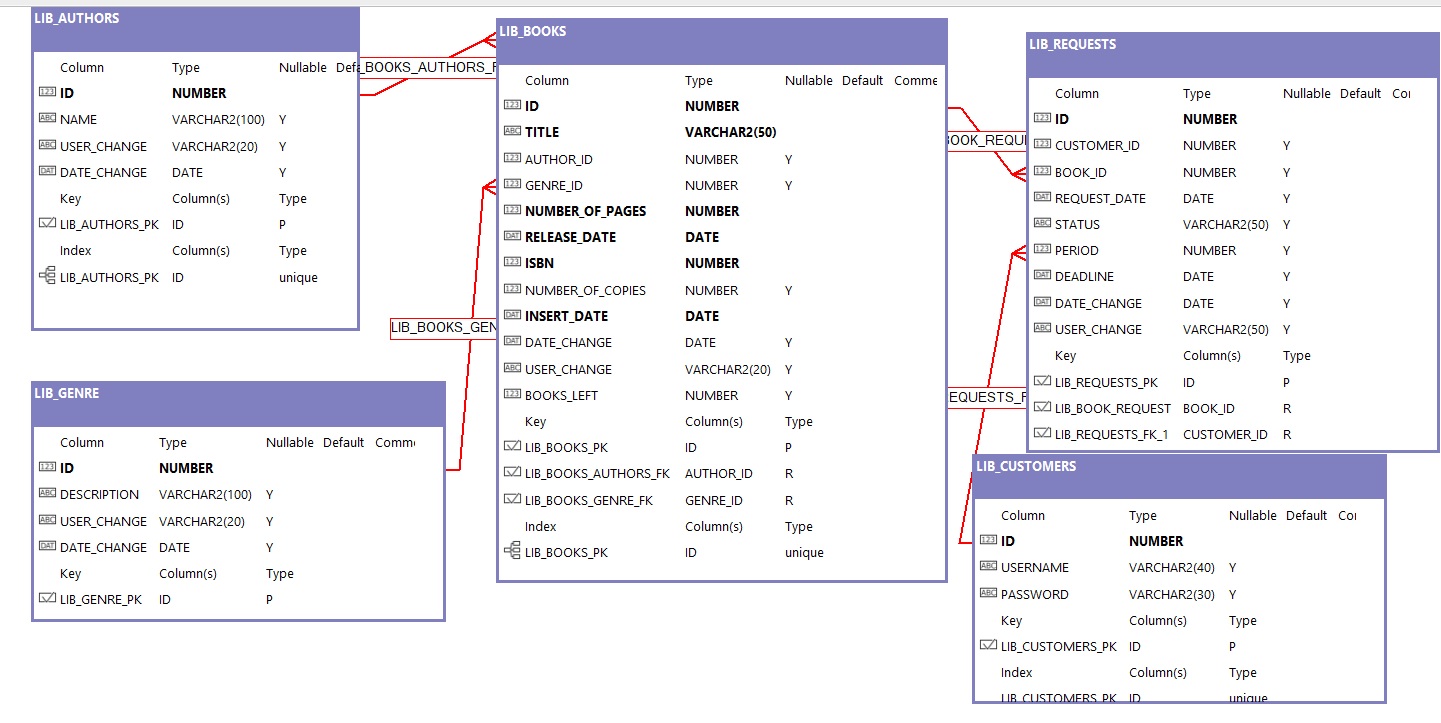 LIB_AUTHORS
Column Type Nullable
ID NUMBER
NAME VARCHAR2(100) Y
USER_CHANGE VARCHAR2(20) Y
DATE_CHANGE DATE Y
Key Column(s) Type
LIB_AUTHORS_PK ID P
Index Column(s) Type
LIB_AUTHORS_PK ID unique
LIB_GENRE
Column Type Nullable Default
ID NUMBER
DESCRIPTION VARCHAR2(100) Y
USER_CHANGE VARCHAR2(20) Y
DATE_CHANGE DATE Y
Key Column(s) Type
LIB_GENRE_PK ID P
_BOOKS_AUTHORS_F
LIB_BOOKS_GEN
LIB_BOOKS
Column Type Nullable Default Comme
ID NUMBER
TITLE VARCHAR2(50)
AUTHOR_ID NUMBER Y
GENRE_ID NUMBER Y
NUMBER_OF_PAGES NUMBER
RELEASE_DATE DATE
ISBN NUMBER
NUMBER_OF_COPIES NUMBER Y
INSERT_DATE DATE
DATE_CHANGE DATE Y
USER_CHANGE VARCHAR2(20) Y
BOOKS_LEFT NUMBER Y
Key Column(s) Type
LIB_BOOKS_PK ID P
LIB_BOOKS_AUTHORS_FK AUTHOR_ID R
LIB_BOOKS_GENRE_FK GENRE_ID R
Index Column(s) Type
LIB_BOOKS_PK ID unique
OOK_REQU
EQUESTS_F
LIB_REQUESTS
Column Type Nullable Default
ID NUMBER
CUSTOMER_ID NUMBER Y
BOOK_ID NUMBER Y
REQUEST_DATE DATE Y
STATUS VARCHAR2(50) Y
PERIOD NUMBER Y
DEADLINE DATE Y
DATE_CHANGE DATE Y
USER_CHANGE VARCHAR2(50) Y
Key Column(s) Type
LIB_REQUESTS_PK ID P
LIB_BOOK_REQUEST BOOK_ID R
LIB_REQUESTS_FK_1 CUSTOMER_ID R
LIB_CUSTOMERS
Column Type Nullable Default
ID NUMBER
USERNAME VARCHAR2(40) Y
PASSWORD VARCHAR2(30) Y
Key Column(s) Type
LIB_CUSTOMERS_PK ID P
Index Column(s) Type
LIB_CUSTOMERS_PK ID unique